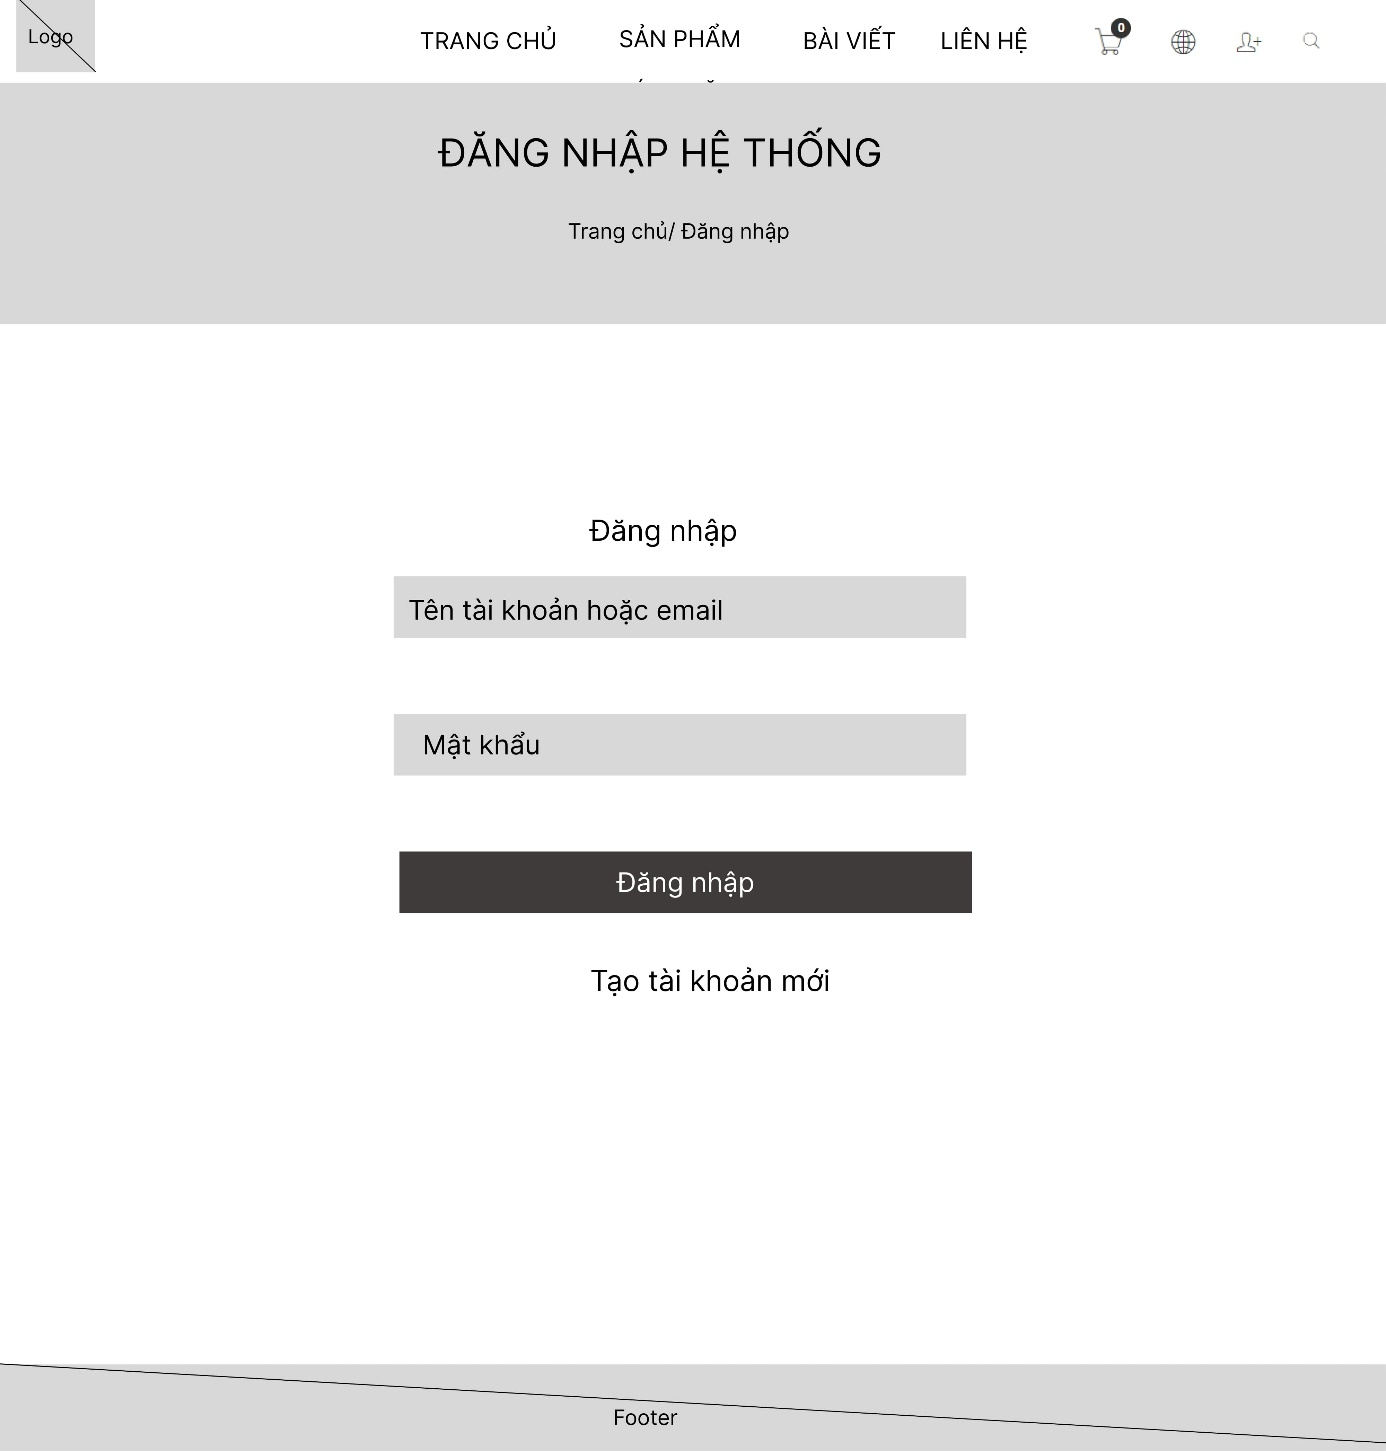 Logo
TRANG CHỦ SẢN PHẨM BÀI VIẾT LIÊN HỆ 0
ĐĂNG NHẬP HỆ THỐNG
Trang chủ/ Đăng nhập
Đăng nhập
Tên tài khoản hoặc email
Mật khẩu
Đăng nhập
Tạo tài khoản mới
Footer